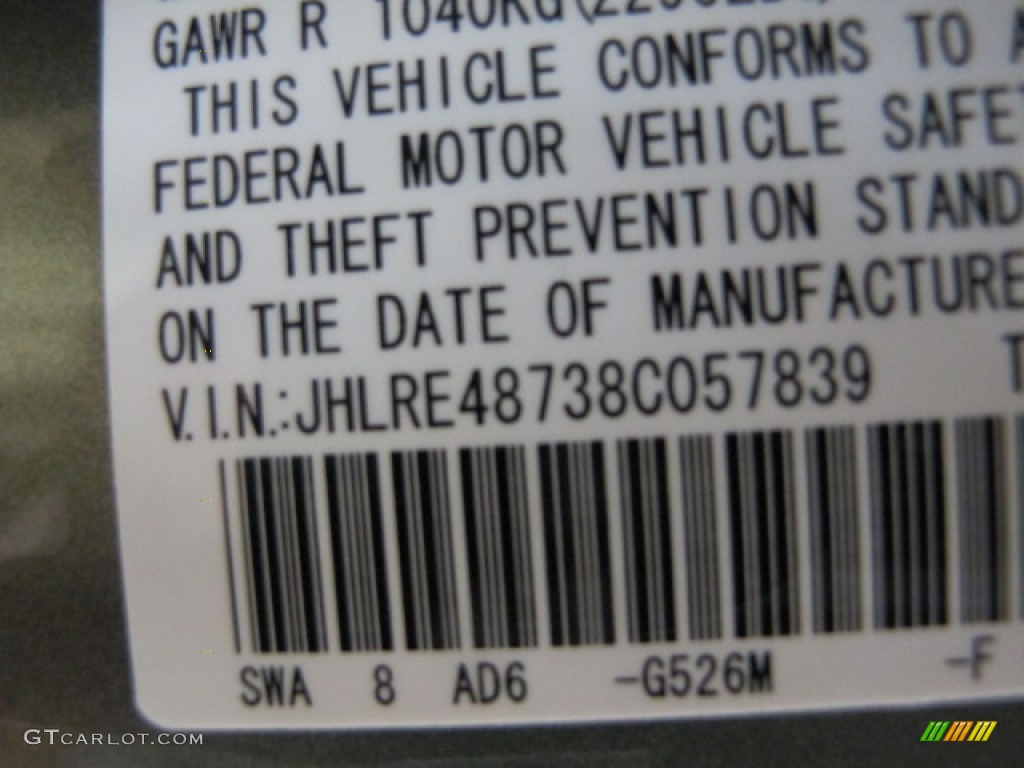 GAWR R 1040KG
THIS VEHICLE CONFORMS TO
FEDERAL MOTOR VEHICLE SAFET
AND THEFT PREVENTION STAND
ON THE DATE OF MANUFACTURE
V.I.N.:JHLRE48738C057839 T
SWA 8 AD6 -G526M -F
GTCARLOT.COM